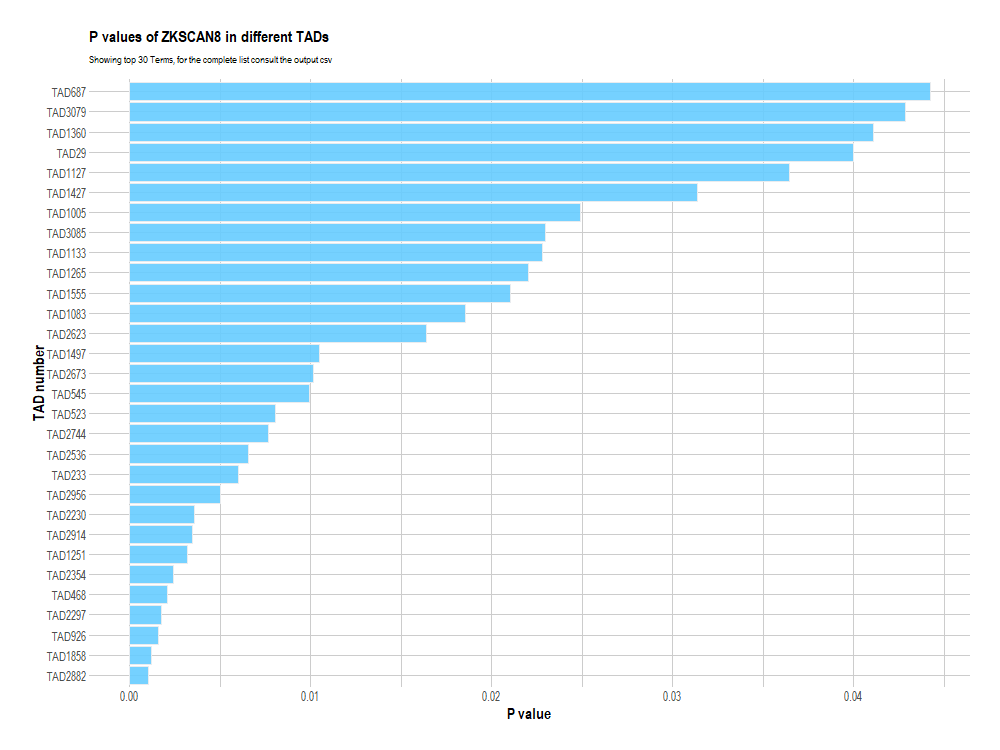 P values of ZKSCAN8 in different TADs
Showing top 30 Terms, for the complete list consult the output csv
TAD687
TAD3079
TAD1360
TAD29
TAD1127
TAD1427
TAD1005
TAD3085
TAD1133
TAD1265
TAD1555
TAD1083
TAD2623
TAD1497
TAD2673
TAD545
TAD523
TAD2744
TAD2536
TAD233
TAD2956
TAD2230
TAD2914
TAD1251
TAD2354
TAD468
TAD2297
TAD926
TAD1858
TAD2882
TAD number
0.00 0.01 0.02 0.03 0.04
P value